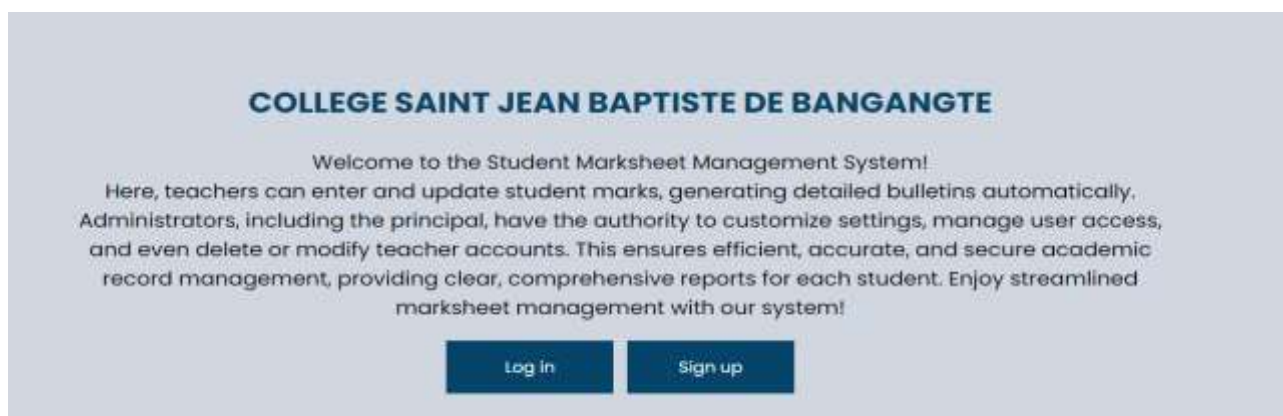 COLLEGE SAINT JEAN BAPTISTE DE BANGANGTE
Welcome to the Student Marksheet Management System!
Here, teachers can enter and update student marks, generating detailed bulletins automatically.
Administrators, including the principal, have the authority to customize settings, manage user access,
and even delete or modify teacher accounts. This ensures efficient, accurate, and secure academic
record management, providing clear, comprehensive reports for each student. Enjoy streamlined
marksheet management with our system!
Log in Sign up